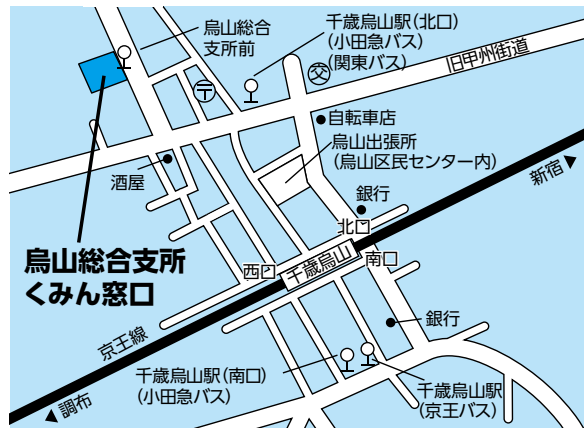 烏山総合
支所前
千歳烏山駅(北口)
(小田急バス)
(関東バス)
〒
交
旧甲州街道
自転車店
烏山出張所
(烏山区民センター内)
酒屋
新宿▶
銀行
北口
烏山総合支所
くみん窓口
西口
千歳烏山
南口
京王線
銀行
千歳烏山駅(南口)
(小田急バス)
千歳烏山駅
(京王バス)
◀調布